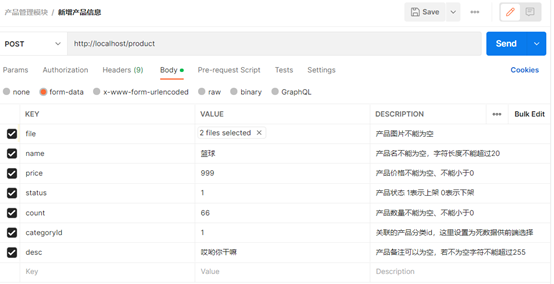 产品管理模块 / 新增产品信息
Save
POST
http://localhost/product
Send
Params Authorization Headers (9) Body Pre-request Script Tests Settings Cookies
none form-data x-www-form-urlencoded raw binary GraphQL
KEY VALUE DESCRIPTION Bulk Edit
file 2 files selected 产品图片不能为空
name 篮球 产品名不能为空，字符长度不能超过20
price 999 产品价格不能为空、不能小于0
status 1 产品状态 1表示上架 0表示下架
count 66 产品数量不能为空、不能小于0
categoryId 1 关联的产品分类id，这里设置为死数据供前端选择
desc 哎哟你干嘛 产品备注可以为空，若不为空字符不能超过255
Key Value Description